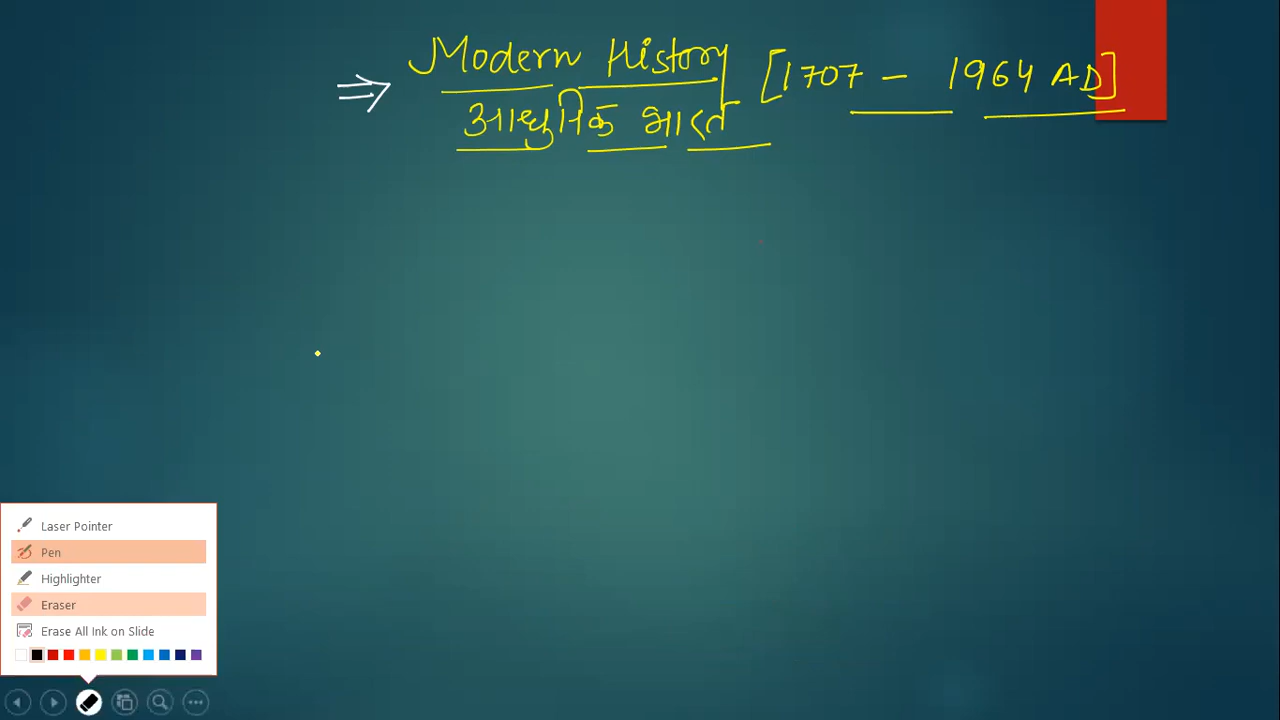 ⇒ Modern History [1707 - 1964 AD]
आधुनिक भारत
Laser Pointer
Pen
Highlighter
Eraser
Erase All Ink on Slide